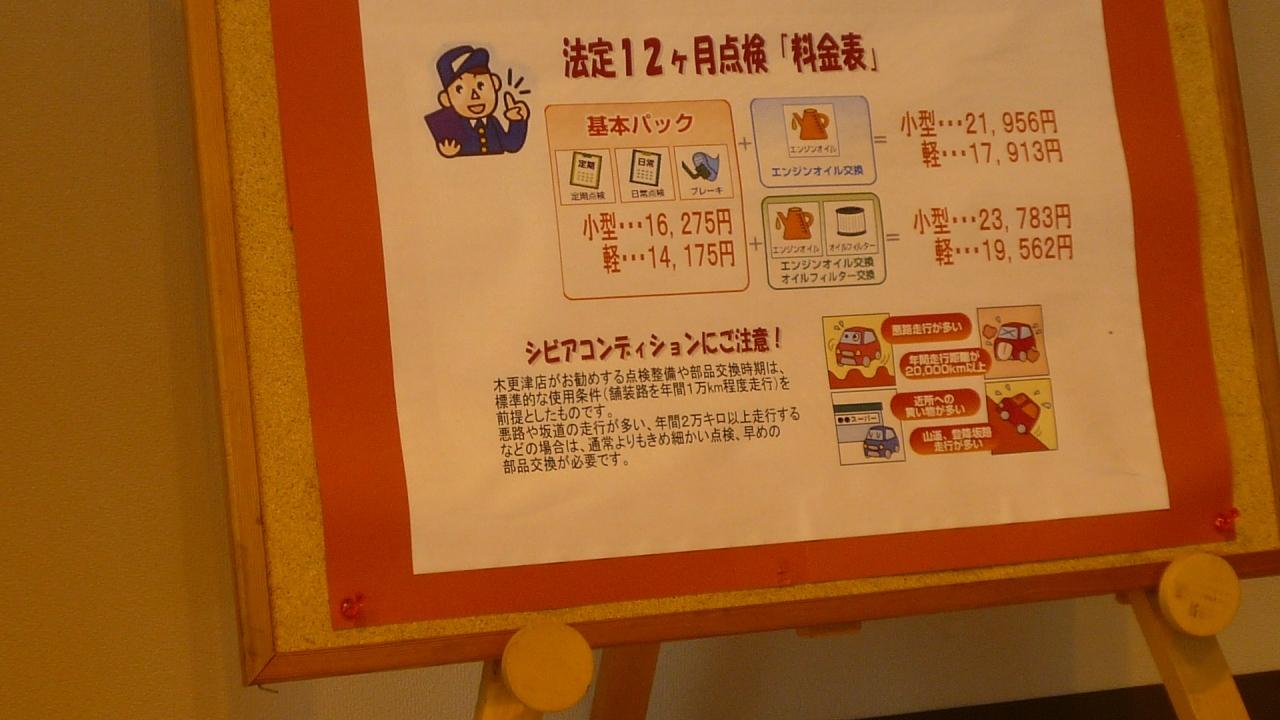 法定12ヶ月点検「料金表」
基本パック
定期
定期点検
日常
日常点検
ブレーキ
小型･･･16,275円
軽･･･14,175円
+
エンジンオイル
エンジンオイル交換
=
小型･･･21,956円
軽･･･17,913円
+
エンジンオイル
オイルフィルター
エンジンオイル交換
オイルフィルター交換
=
小型･･･23,783円
軽･･･19,562円
シビアコンディションにご注意!
木更津店がお勧めする点検整備や部品交換時期は、
標準的な使用条件(舗装路を年間1万km程度走行)を
前提としたものです。
悪路や坂道の走行が多い、年間2万キロ以上走行する
などの場合は、通常よりもきめ細かい点検、早めの
部品交換が必要です。
悪路走行が多い
年間走行距離が
20,000km以上
近所への
買い物が多い
●●スーパー
山道、登降坂路
走行が多い